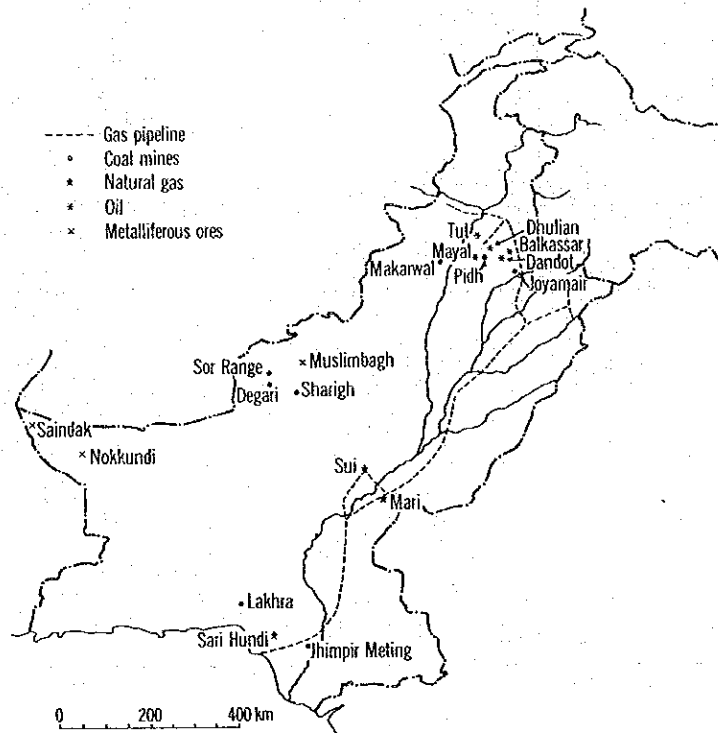 Gas pipeline
Coal mines
Natural gas
Oil
Metalliferous ores
Tut
Dhulian
Balkassar
Mayal
Dandot
Makarwal
Pidh
Joyamair
Sor Range
Muslimbagh
Degari
Sharigh
Saindak
Nokkundi
Sui
Mari
Lakhra
Sari Hundi
Jhimpir Meting
0 200 400 km